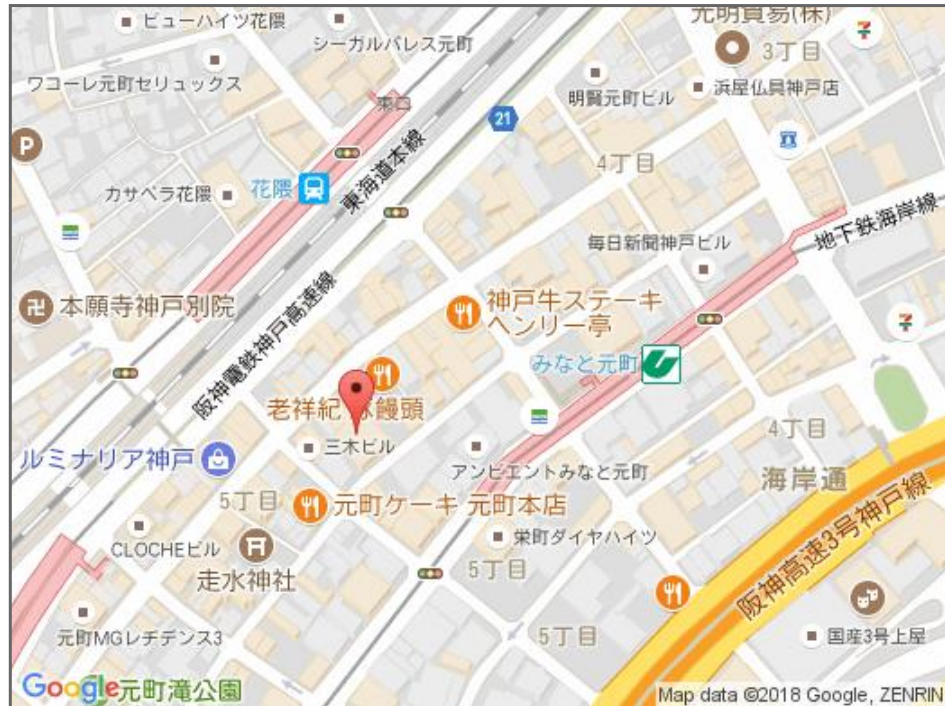 ビューハイツ花隈
シーガルパレス元町
光明貿易(株)
3丁目
ワコーレ元町セリュックス
東口
明賢元町ビル
浜屋仏具神戸店
21
P
4丁目
カサベラ花隈
花隈
東海道本線
毎日新聞神戸ビル
地下鉄海岸線
本願寺神戸別院
阪神電鉄神戸高速線
神戸牛ステーキ
ヘンリー亭
みなと元町
老祥紀
饅頭
三木ビル
アンビエントみなと元町
4丁目
海岸通
ルミナリア神戸
5丁目
元町ケーキ 元町本店
栄町ダイヤハイツ
CLOCHEビル
走水神社
5丁目
阪神高速3号神戸線
元町MGレヂデンス3
5丁目
国産3号上屋
Google
元町滝公園
Map data ©2018 Google, ZENRIN